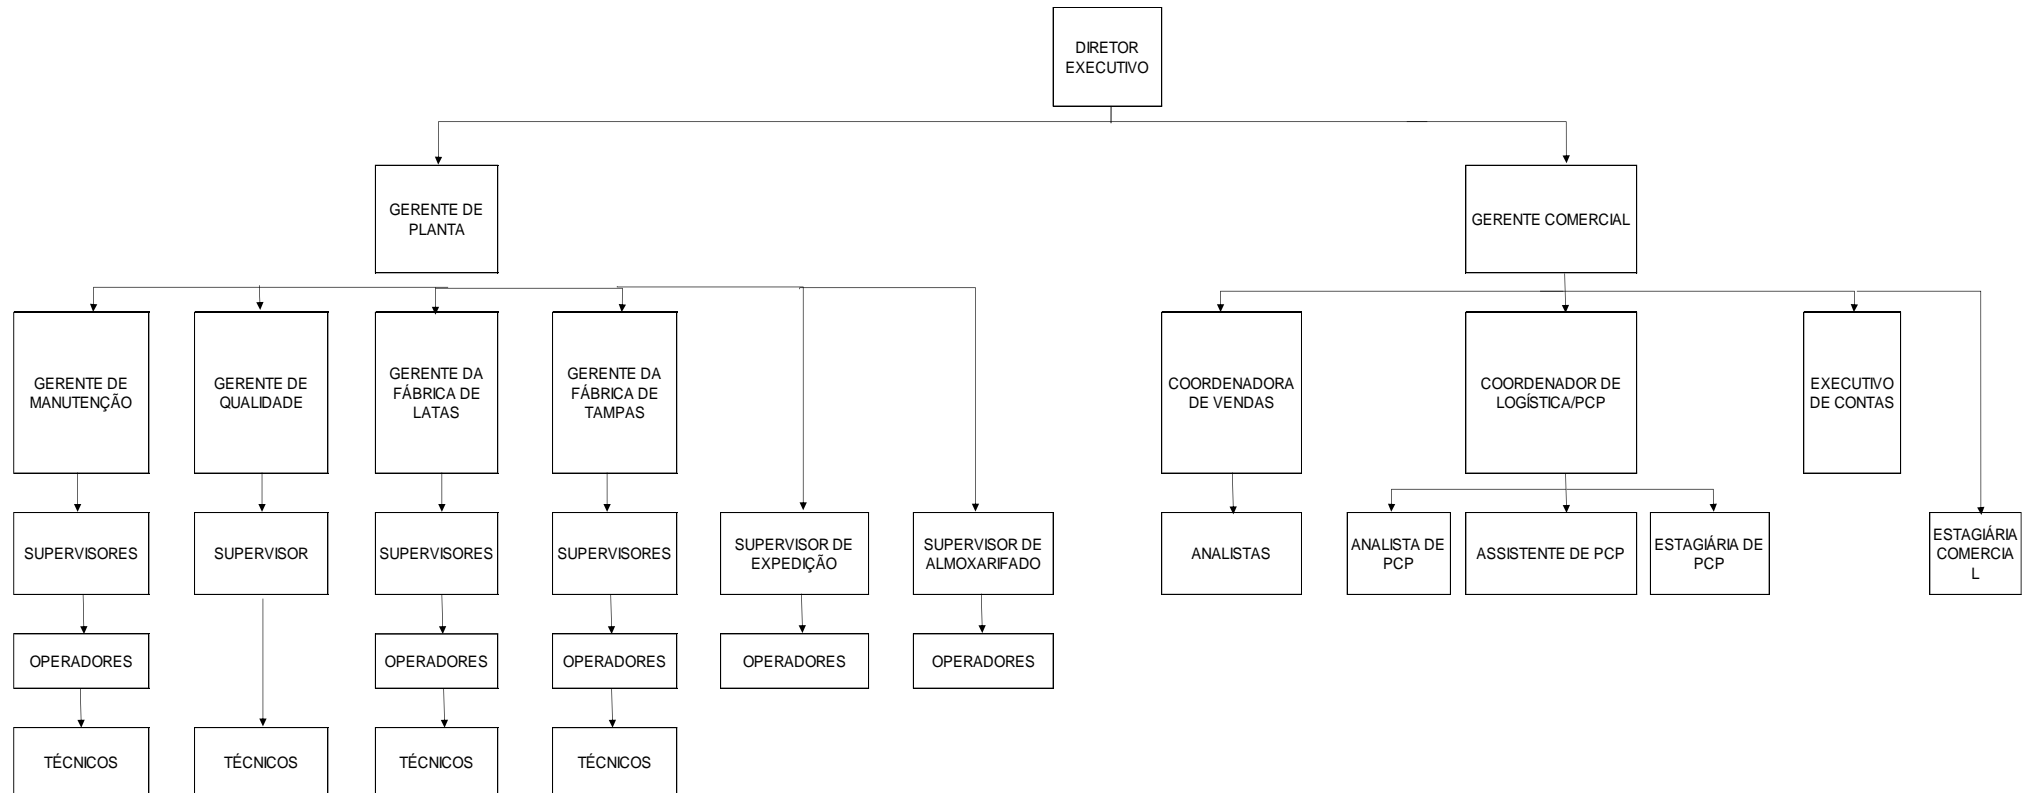 DIRETOR
EXECUTIVO
GERENTE DE
PLANTA
GERENTE COMERCIAL
GERENTE DE
MANUTENÇÃO
GERENTE DE
QUALIDADE
GERENTE DA
FÁBRICA DE
LATAS
GERENTE DA
FÁBRICA DE
TAMPAS
COORDENADORA
DE VENDAS
COORDENADOR DE
LOGÍSTICA/PCP
EXECUTIVO
DE CONTAS
SUPERVISORES
SUPERVISOR
SUPERVISORES
SUPERVISORES
SUPERVISOR DE
EXPEDIÇÃO
SUPERVISOR DE
ALMOXARIFADO
ANALISTAS
ANALISTA DE
PCP
ASSISTENTE DE PCP
ESTAGIÁRIA DE
PCP
ESTAGIÁRIA
COMERCIA
L
OPERADORES
OPERADORES
OPERADORES
OPERADORES
OPERADORES
TÉCNICOS
TÉCNICOS
TÉCNICOS
TÉCNICOS